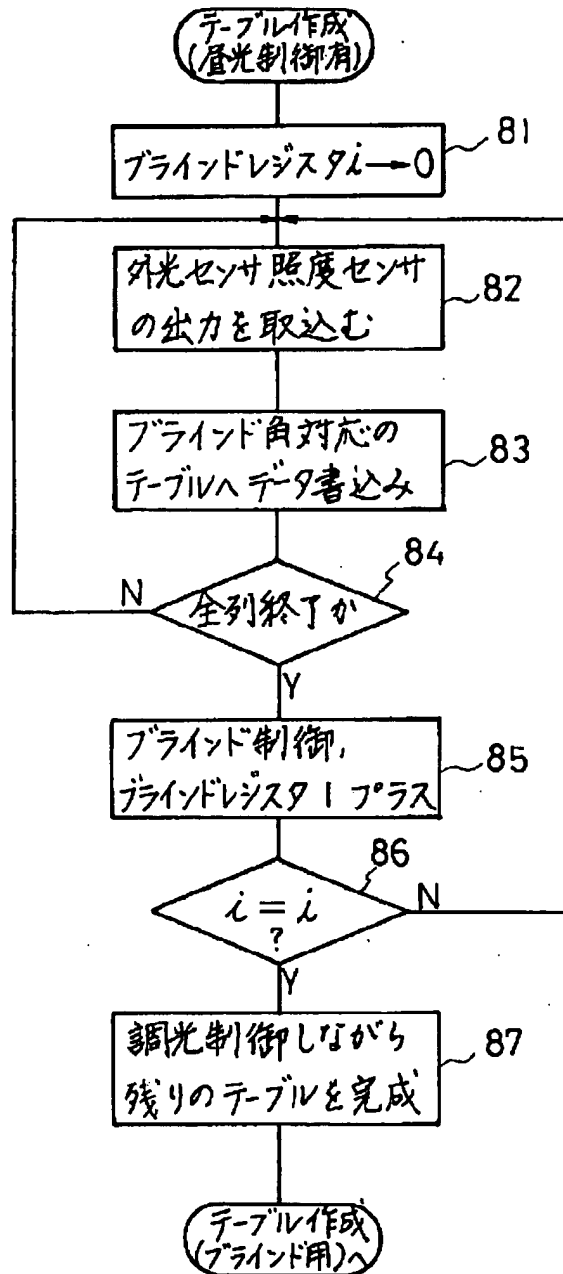 テーブル作成
(昼光制御有)
81
ブラインドレジスタi→0
外光センサ照度センサ
の出力を取込む
82
ブラインド角対応の
テーブルへデータ書込み
83
84
N
全列終了か
Y
ブラインド制御,
ブラインドレジスタ1プラス
85
86
i=i
?
N
Y
調光制御しながら
残りのテーブルを完成
87
テーブル作成
(ブラインド用)へ